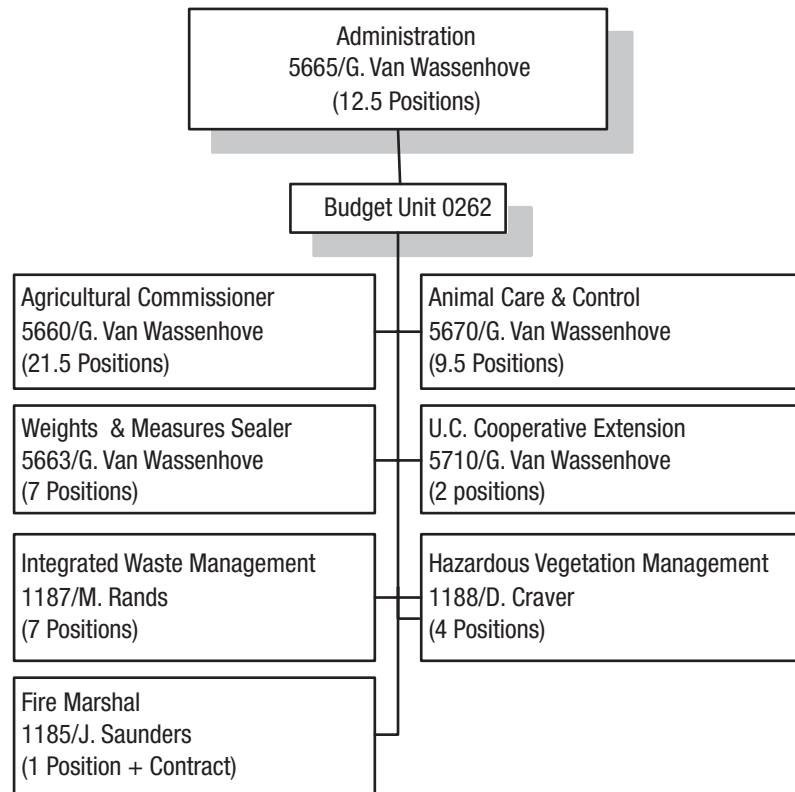 Administration
5665/G. Van Wassenhove
(12.5 Positions)
Budget Unit 0262
Agricultural Commissioner
5660/G. Van Wassenhove
(21.5 Positions)
Animal Care & Control
5670/G. Van Wassenhove
(9.5 Positions)
Weights & Measures Sealer
5663/G. Van Wassenhove
(7 Positions)
U.C. Cooperative Extension
5710/G. Van Wassenhove
(2 positions)
Integrated Waste Management
1187/M. Rands
(7 Positions)
Hazardous Vegetation Management
1188/D. Craver
(4 Positions)
Fire Marshal
1185/J. Saunders
(1 Position + Contract)